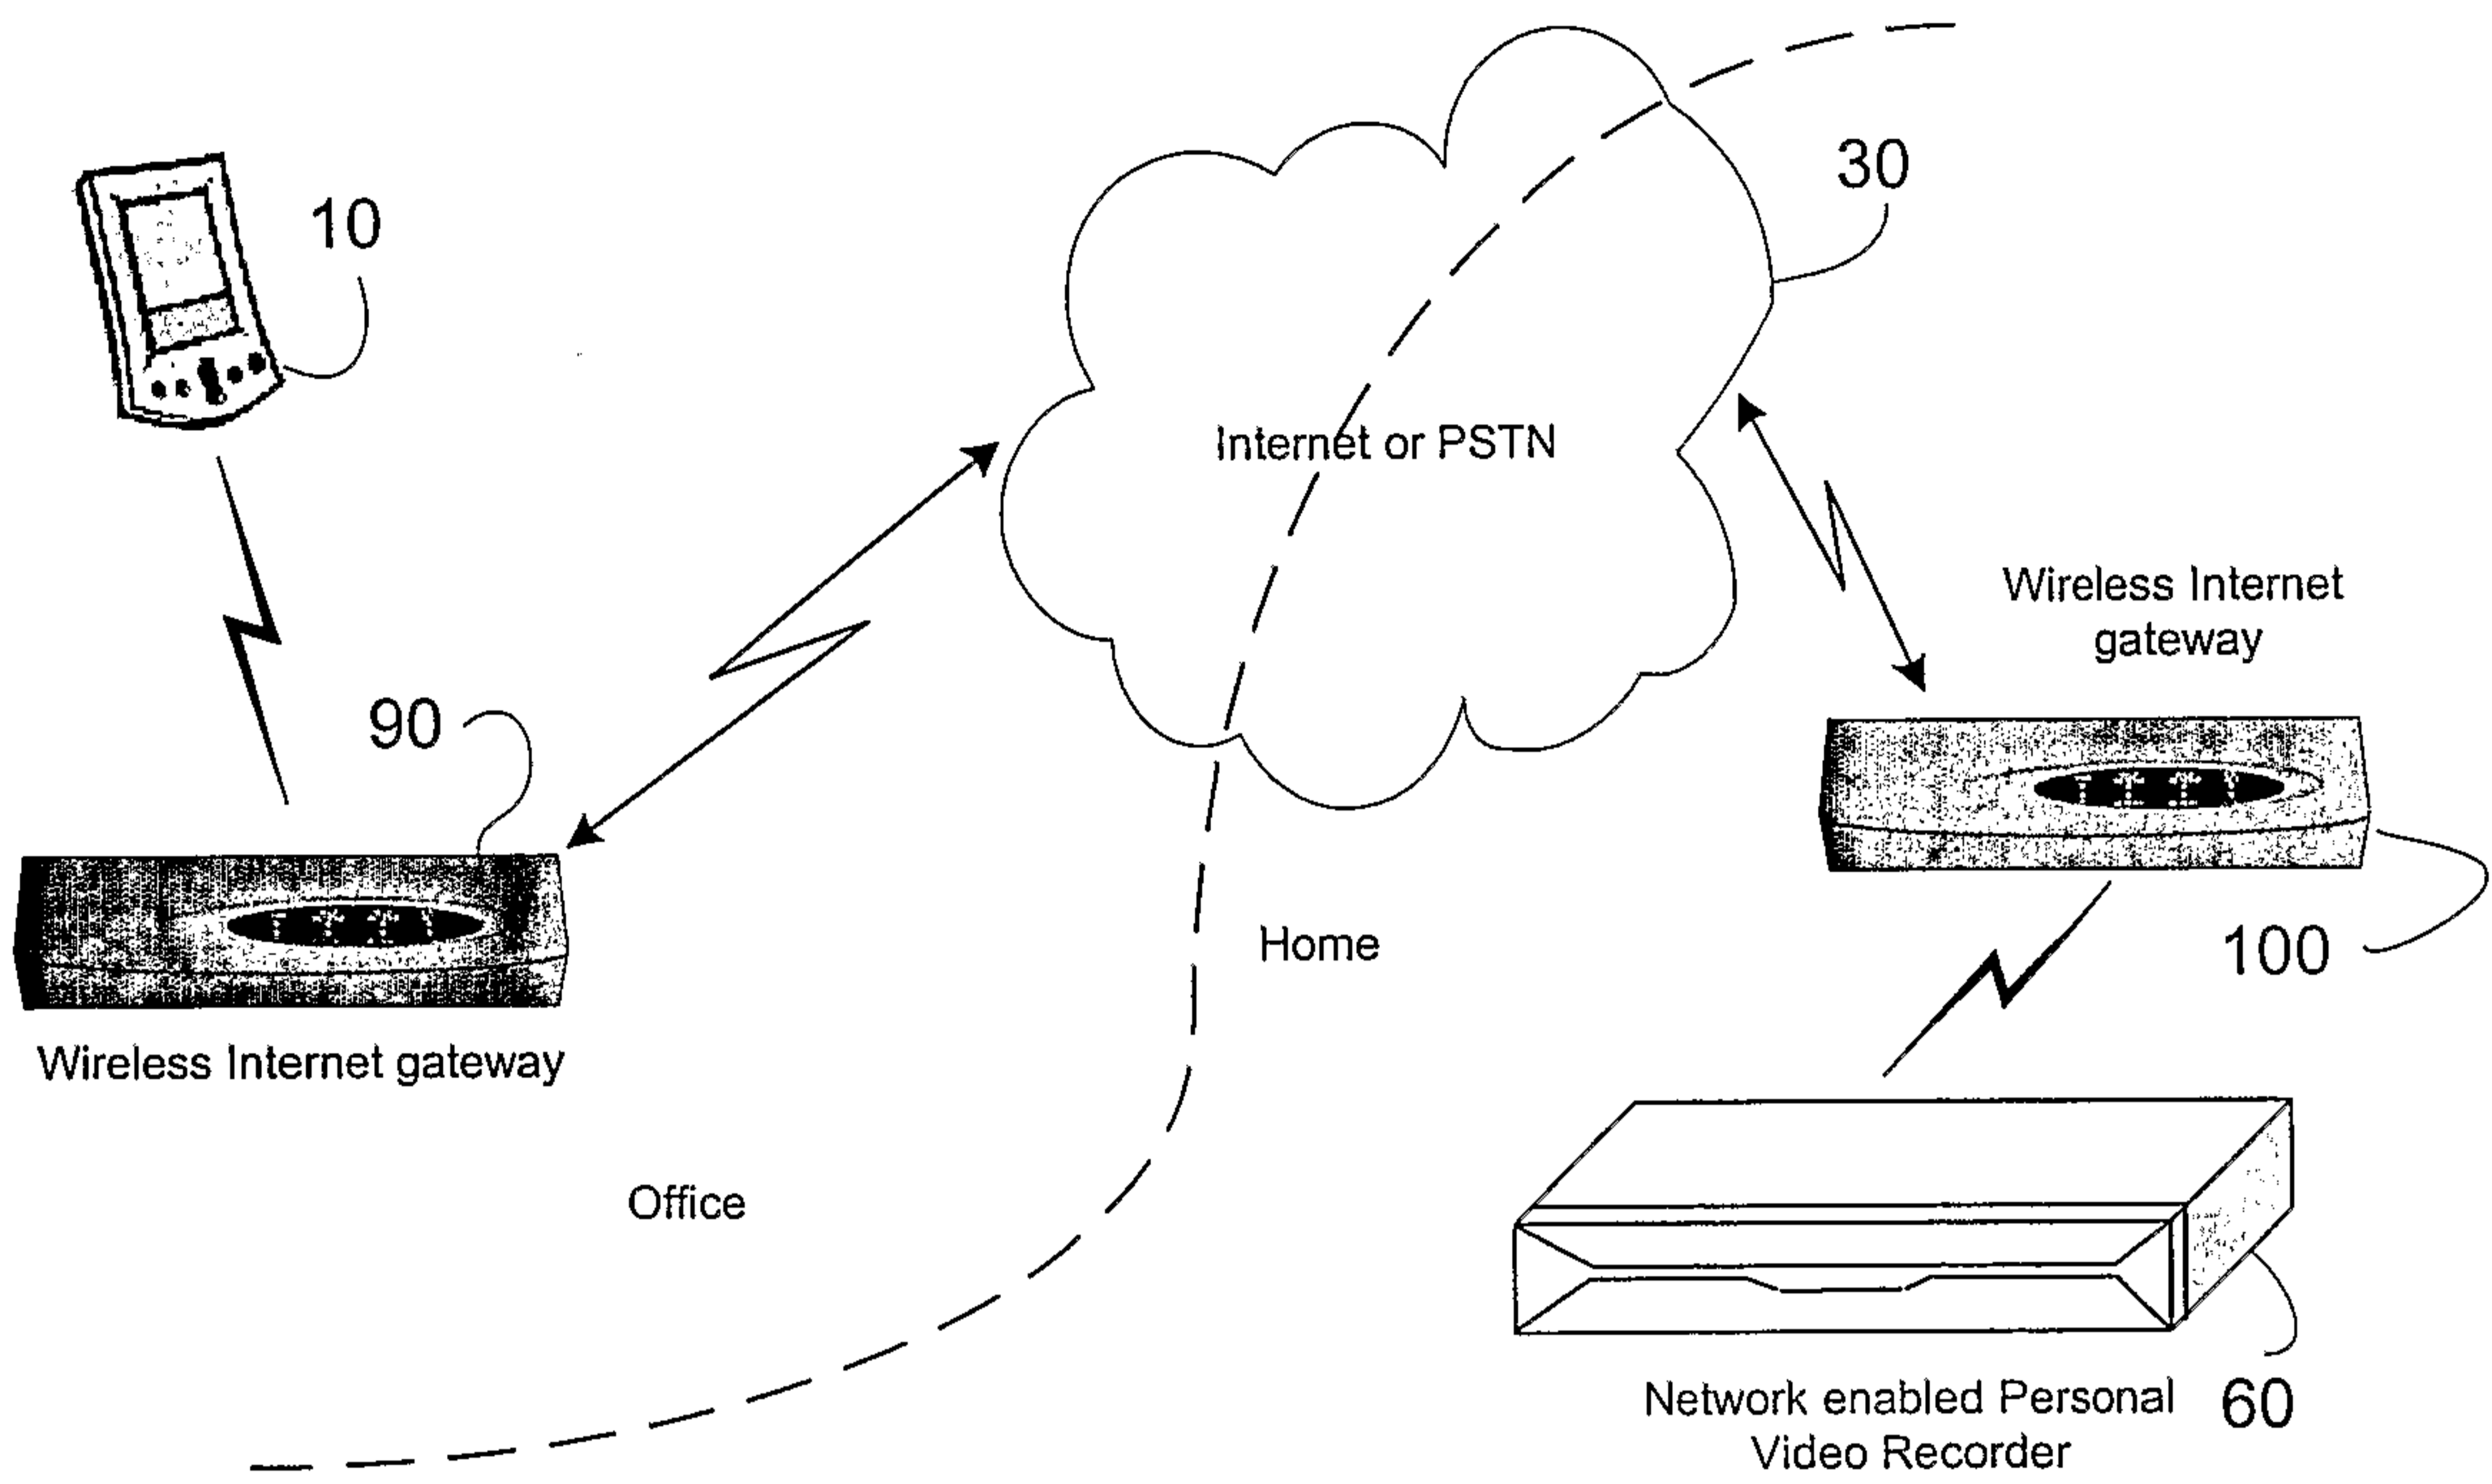 10
30
Internet or PSTN
Wireless Internet
gateway
90
100
Wireless Internet gateway
Home
Office
Network enabled Personal
Video Recorder
60